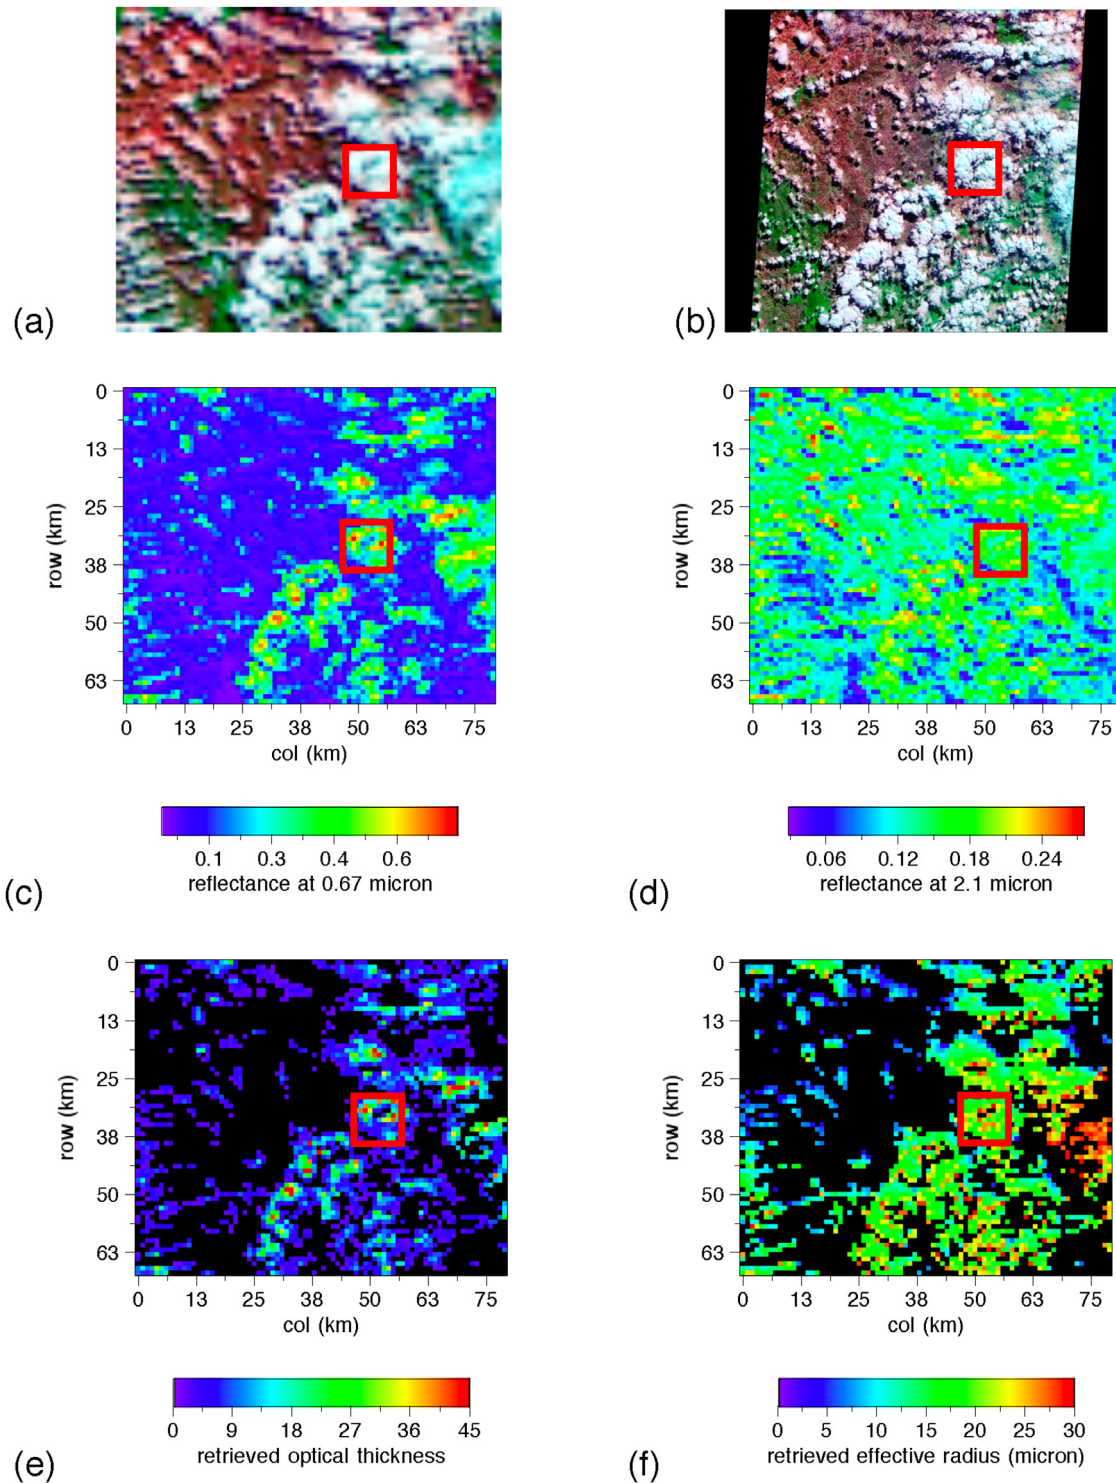 (a)
(b)
0
13
25
38
50
63
row (km)
0 13 25 38 50 63 75
col (km)
0
13
25
38
50
63
row (km)
0 13 25 38 50 63 75
col (km)
0.1 0.3 0.4 0.6
reflectance at 0.67 micron
(c)
0.06 0.12 0.18 0.24
reflectance at 2.1 micron
(d)
0
13
25
38
50
63
row (km)
0 13 25 38 50 63 75
col (km)
0
13
25
38
50
63
row (km)
0 13 25 38 50 63 75
col (km)
0 9 18 27 36 45
retrieved optical thickness
(e)
0 5 10 15 20 25 30
retrieved effective radius (micron)
(f)